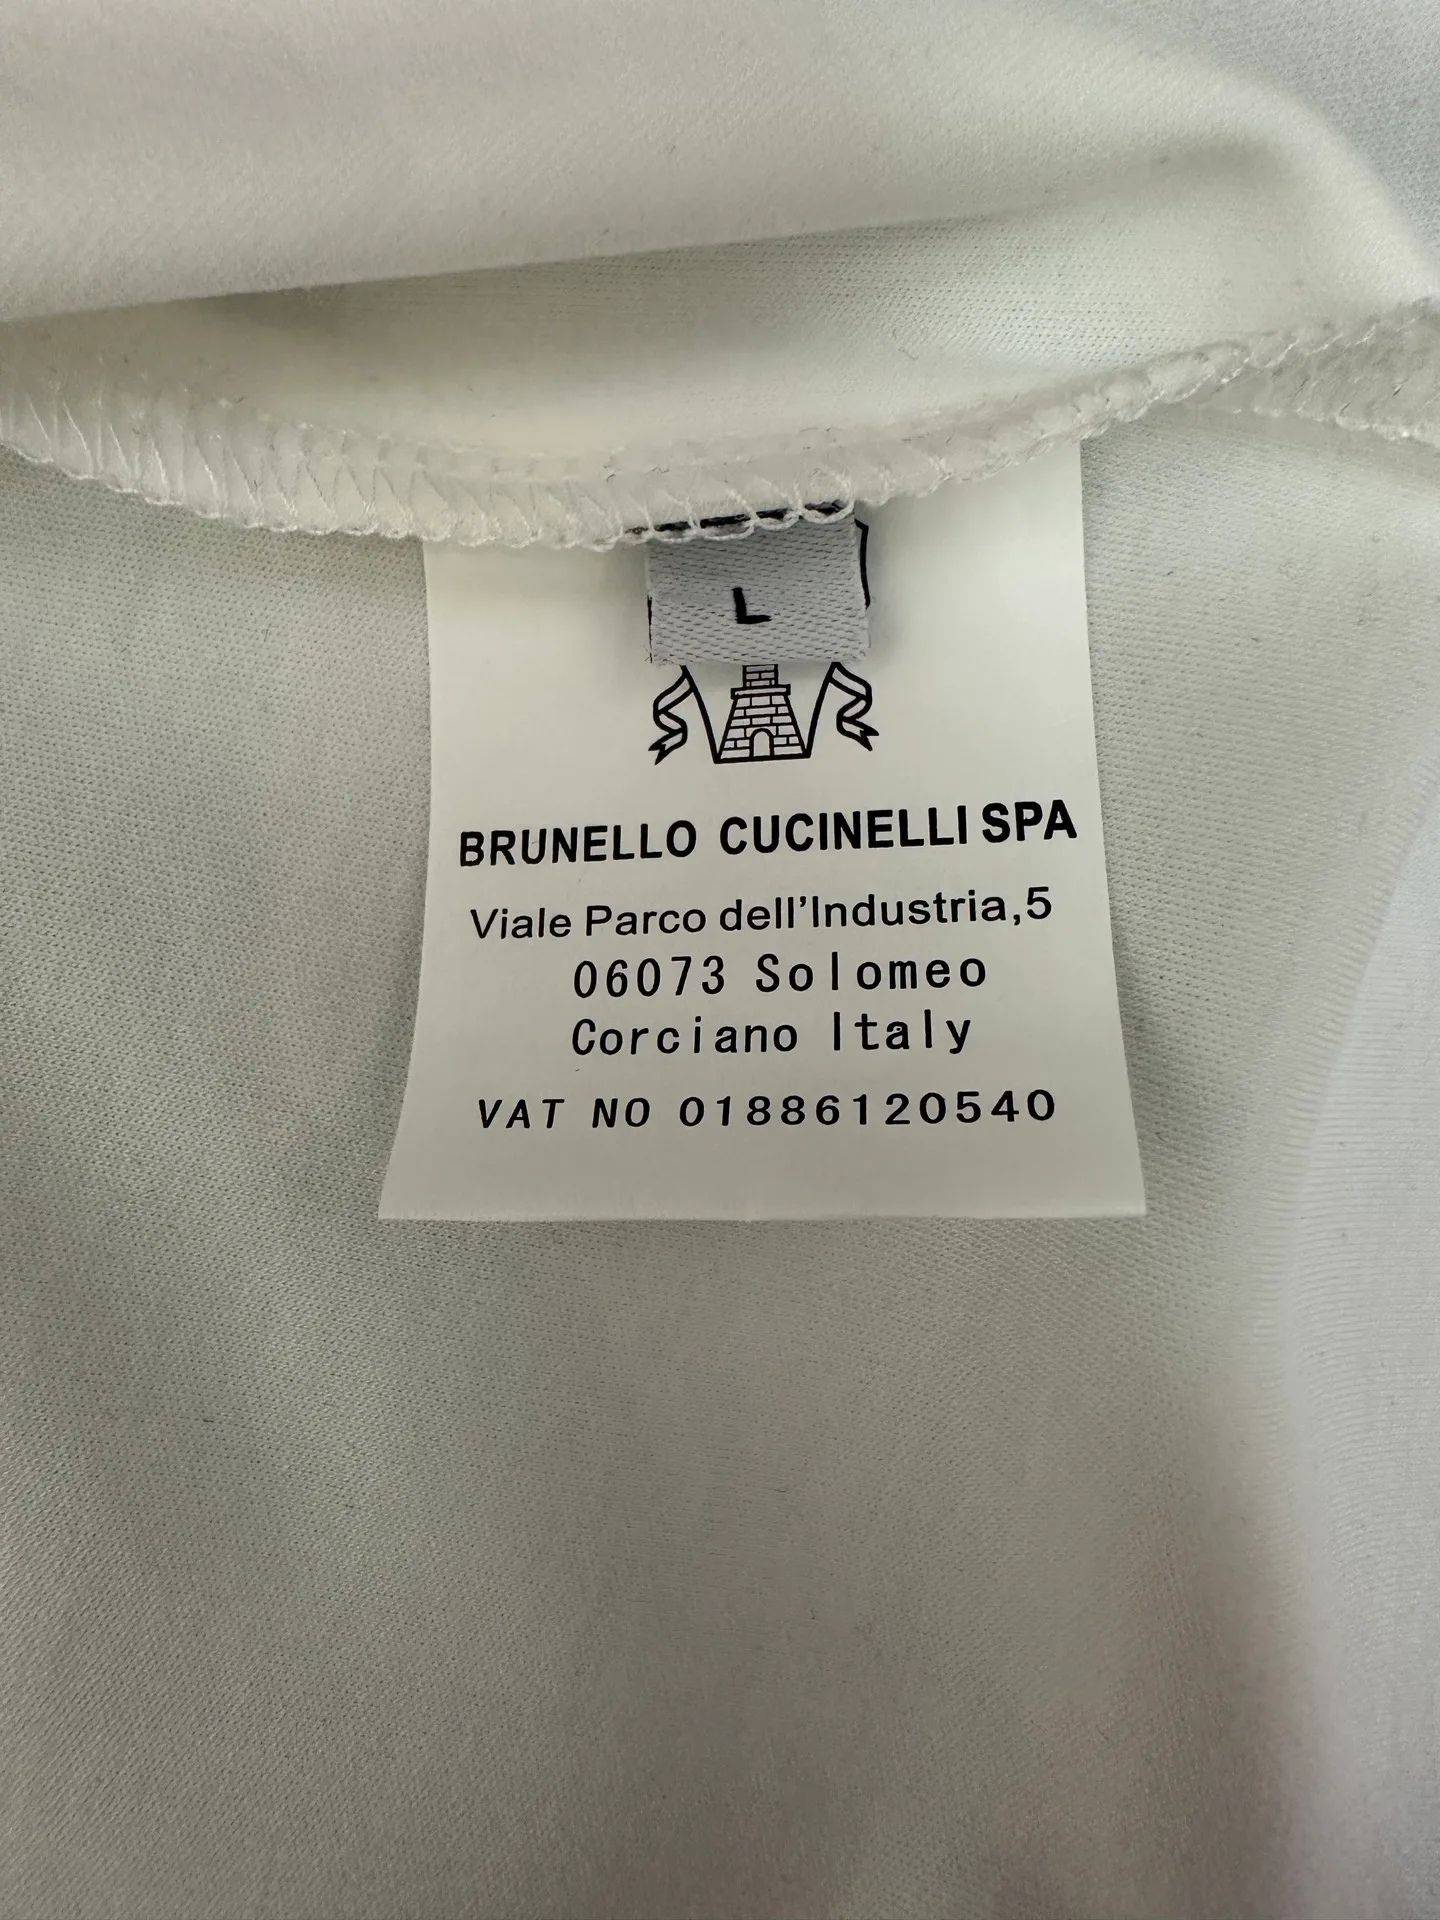 L
BRUNELLO CUCINELLI SPA
Viale Parco dell'Industria,5
06073 Solomeo
Corciano Italy
VAT NO 01886120540